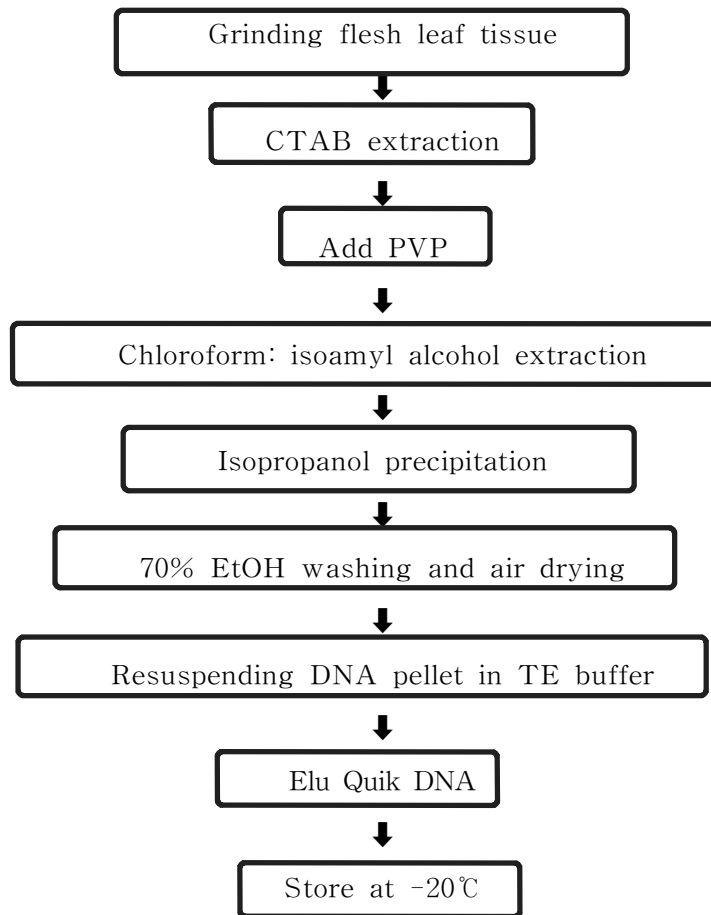 Grinding flesh leaf tissue
CTAB extraction
Add PVP
Chloroform: isoamyl alcohol extraction
Isopropanol precipitation
70% EtOH washing and air drying
Resuspending DNA pellet in TE buffer
Elu Quik DNA
Store at -20℃